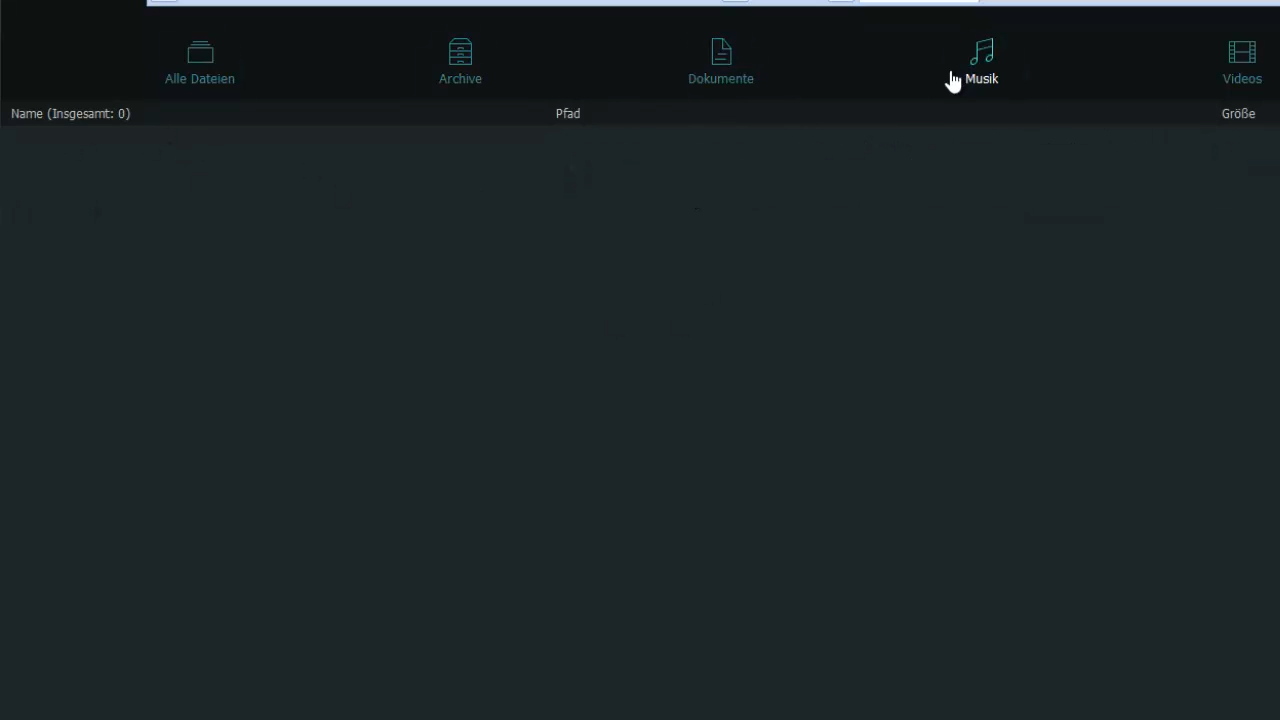 Alle Dateien Archive Dokumente Musik Videos
Name (Insgesamt: 0) Pfad Größe